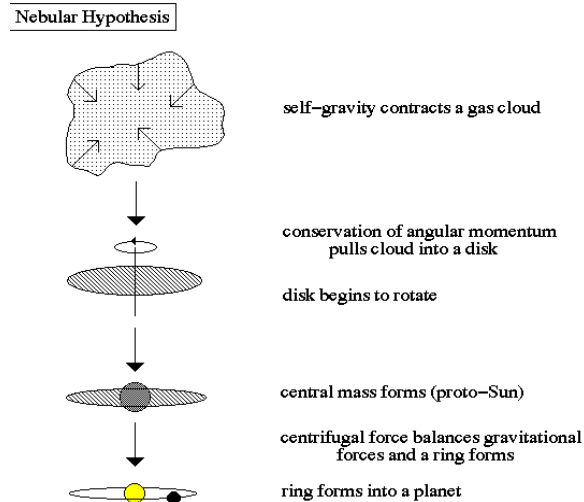 Nebular Hypothesis
self-gravity contracts a gas cloud
conservation of angular momentum
pulls cloud into a disk
disk begins to rotate
central mass forms (proto-Sun)
centrifugal force balances gravitational
forces and a ring forms
ring forms into a planet